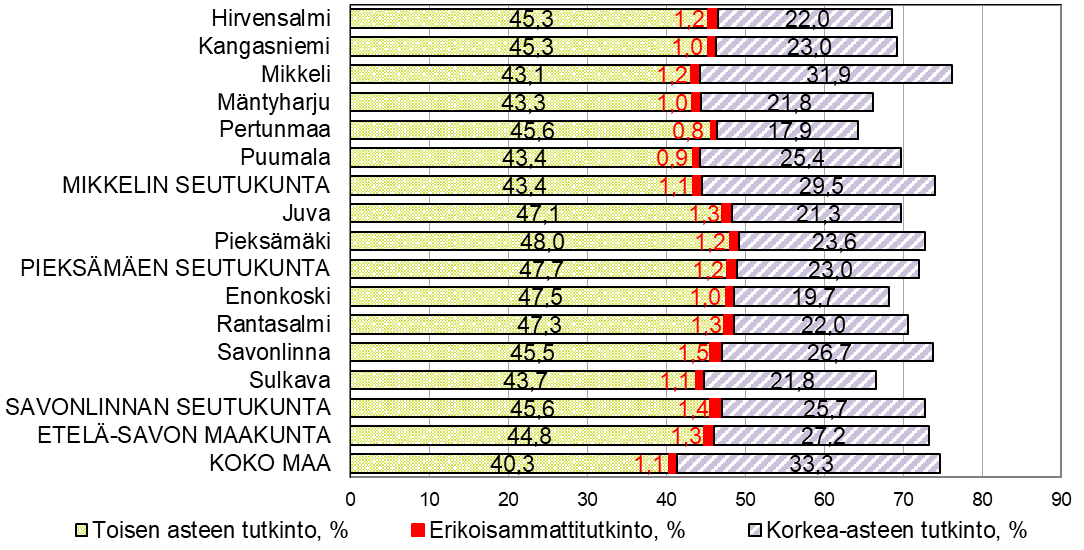 Hirvensalmi 45,3 1,2 22,0
Kangasniemi 45,3 1,0 23,0
Mikkeli 43,1 1,2 31,9
Mäntyharju 43,3 1,0 21,8
Pertunmaa 45,6 0,8 17,9
Puumala 43,4 0,9 25,4
MIKKELIN SEUTUKUNTA 43,4 1,1 29,5
Juva 47,1 1,3 21,3
Pieksämäki 48,0 1,2 23,6
PIEKSÄMÄEN SEUTUKUNTA 47,7 1,2 23,0
Enonkoski 47,5 1,0 19,7
Rantasalmi 47,3 1,3 22,0
Savonlinna 45,5 1,5 26,7
Sulkava 43,7 1,1 21,8
SAVONLINNAN SEUTUKUNTA 45,6 1,4 25,7
ETELÄ-SAVON MAAKUNTA 44,8 1,3 27,2
KOKO MAA 40,3 1,1 33,3
0 10 20 30 40 50 60 70 80 90
Toisen asteen tutkinto, % Erikoisammattitutkinto, % Korkea-asteen tutkinto, %